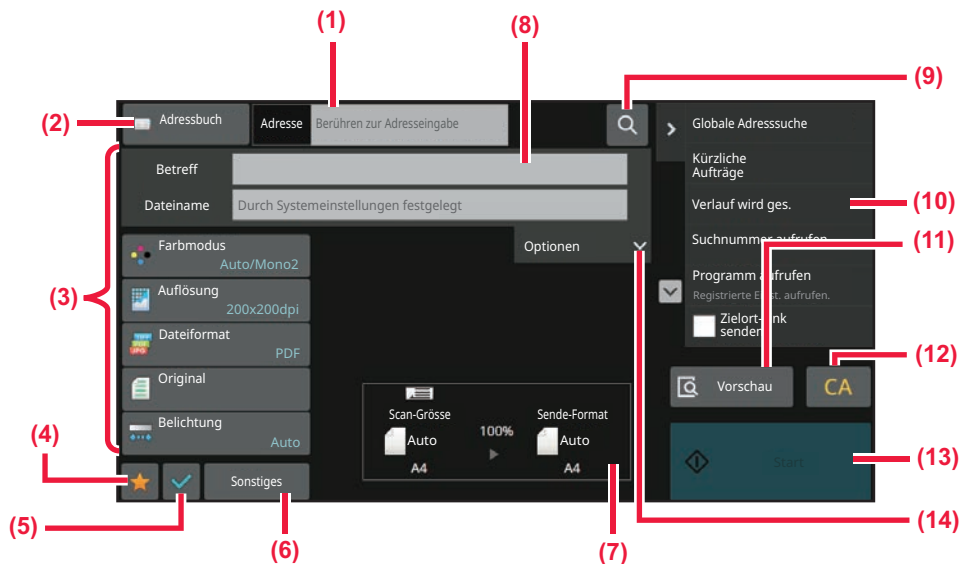 (1)
(8)
(9)
(2)
Adressbuch
Adresse
Berühren zur Adresseingabe
Globale Adresssuche
Betreff
Kürzliche
Aufträge
Dateiname
Durch Systemeinstellungen festgelegt
Verlauf wird ges.
(10)
Optionen
Suchnummer aufrufen
(11)
(3)
Farbmodus
Auto/Mono2
Programm aufrufen
Registrierte Einst. aufrufen.
Auflösung
200x200dpi
Zielort-Link
senden
Dateiformat
PDF
(12)
Original
Vorschau
CA
Scan-Grösse
Sende-Format
Belichtung
Auto
100%
Auto
Auto
A4
A4
(4)
Start
(13)
Sonstiges
(5)
(6)
(7)
(14)